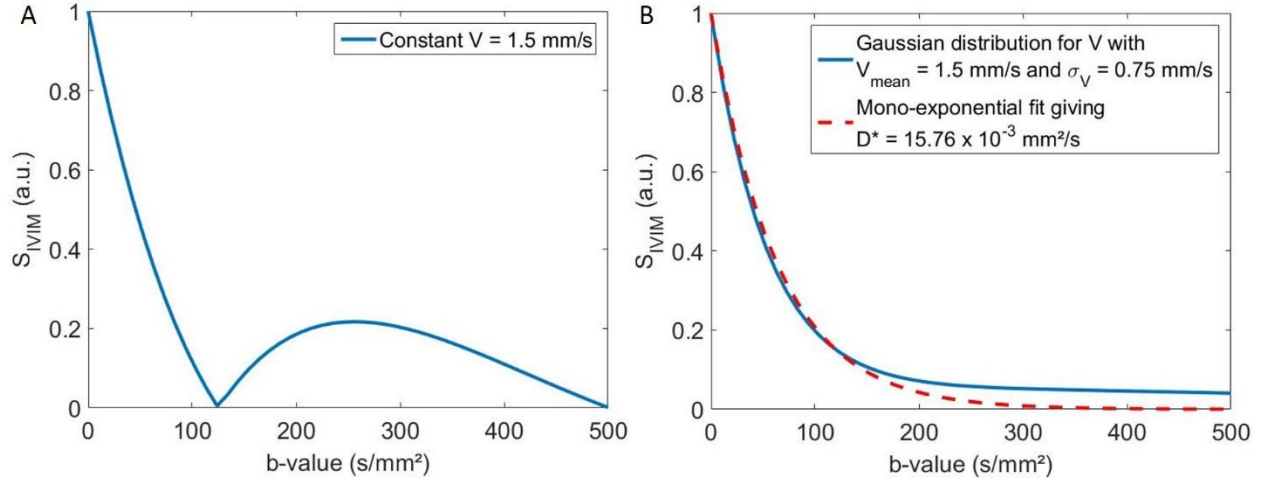 A
Constant V = 1.5 mm/s
1
0.8
0.6
0.4
0.2
0
S_IVIM (a.u.)
0 100 200 300 400 500
b-value (s/mm²)
B
Gaussian distribution for V with
V_mean = 1.5 mm/s and σ_V = 0.75 mm/s
Mono-exponential fit giving
D* = 15.76 x 10^-3 mm²/s
1
0.8
0.6
0.4
0.2
0
S_IVIM (a.u.)
0 100 200 300 400 500
b-value (s/mm²)